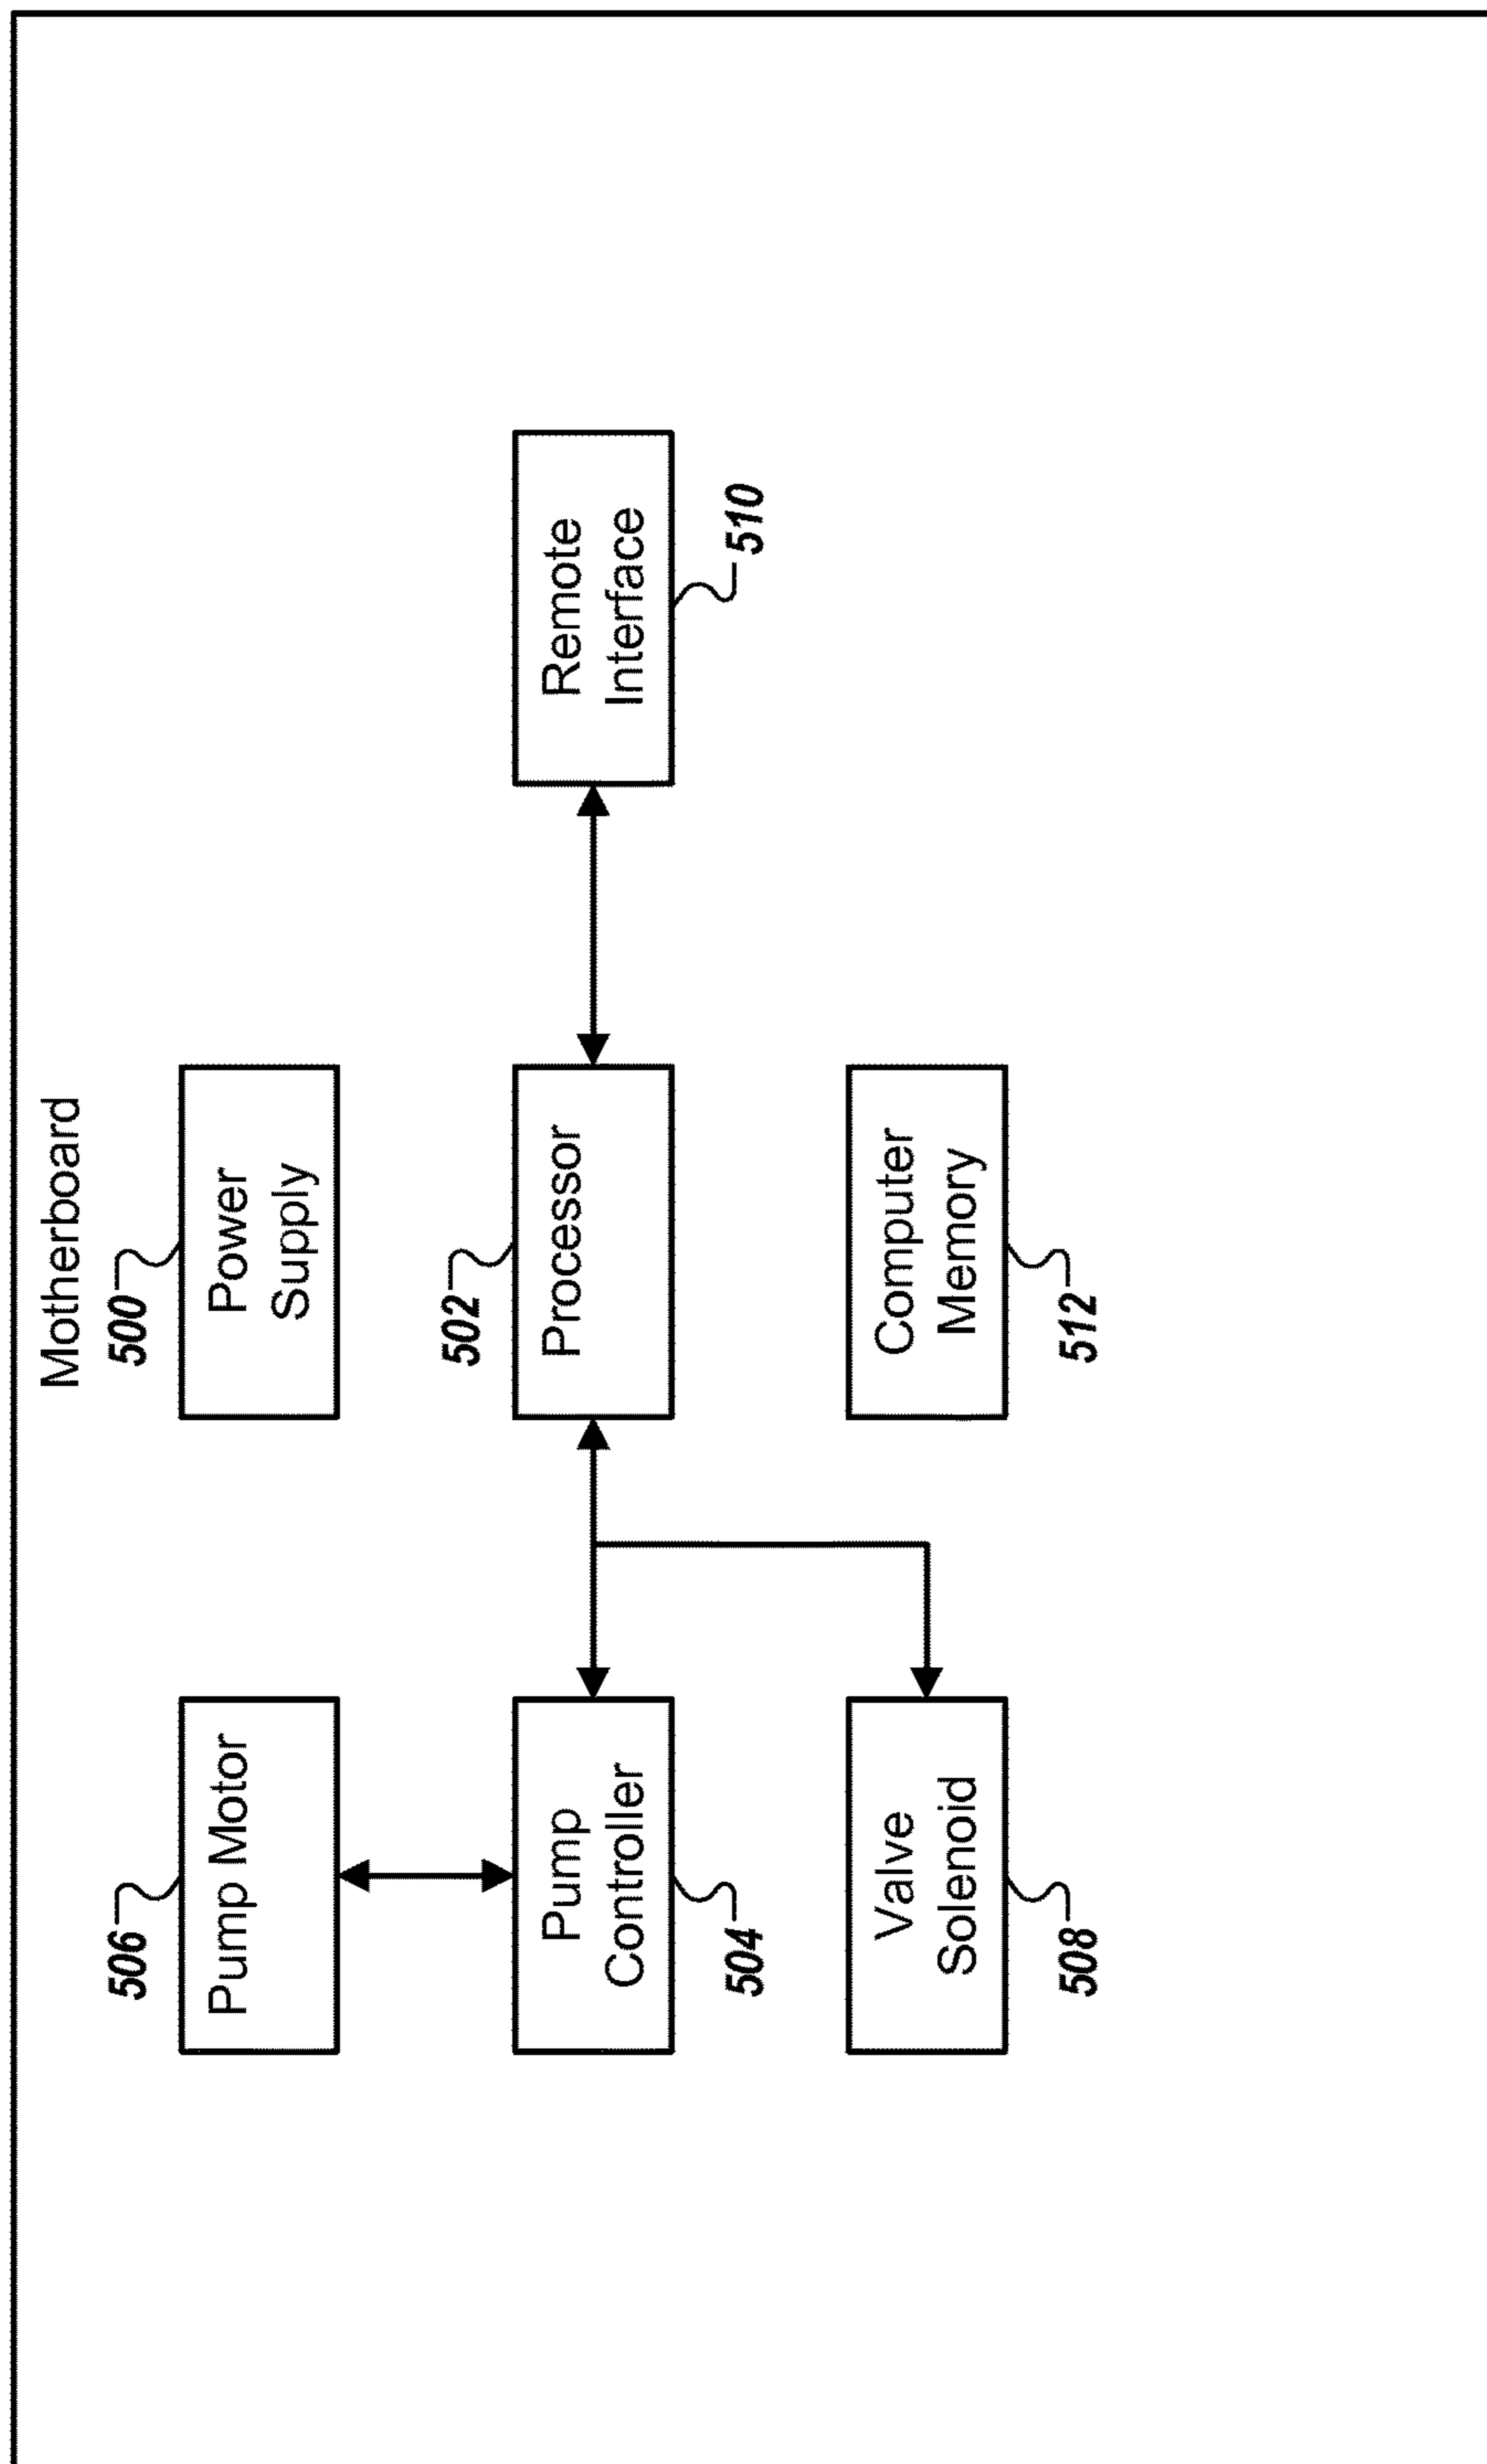 Motherboard
506
Pump Motor
500
Power
Supply
502
Processor
Pump
Controller
504
Remote
Interface
510
Valve
Solenoid
508
Computer
Memory
512